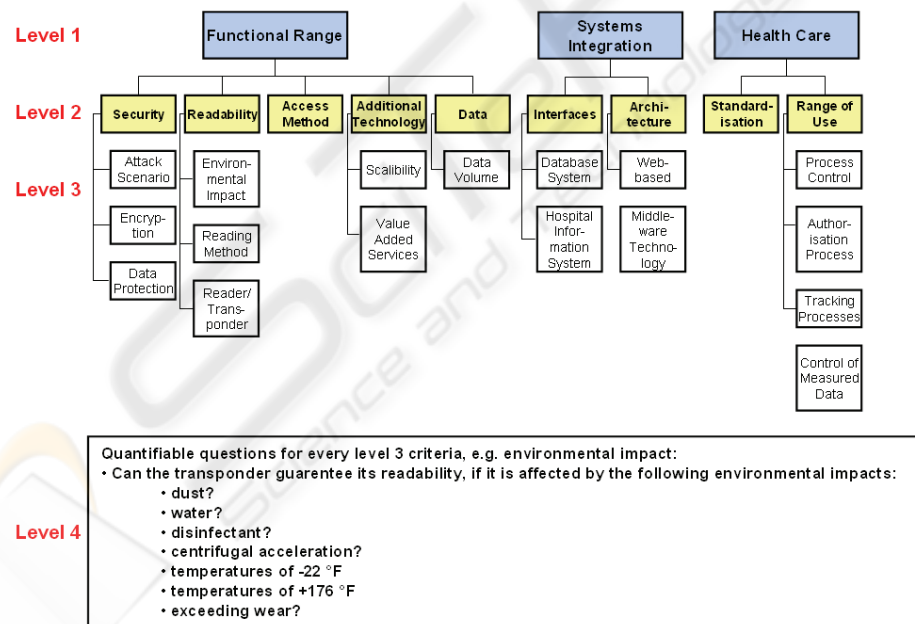 Level 1
Functional Range
Systems
Integration
Health Care
Level 2
Security
Readability
Access
Method
Additional
Technology
Data
Interfaces
Archi-
tecture
Standard-
isation
Range of
Use
Level 3
Attack
Scenario
Encryp-
tion
Data
Protection
Environ-
mental
Impact
Reading
Method
Reader/
Trans-
ponder
Scalibility
Value
Added
Services
Data
Volume
Database
System
Hospital
Infor-
mation
System
Web-
based
Middle-
ware
Techno-
logy
Process
Control
Author-
isation
Process
Tracking
Processes
Control of
Measured
Data
Level 4
Quantifiable questions for every level 3 criteria, e.g. environmental impact:
• Can the transponder guarentee its readability, if it is affected by the following environmental impacts:
• dust?
• water?
• disinfectant?
• centrifugal acceleration?
• temperatures of -22 °F
• temperatures of +176 °F
• exceeding wear?
SciTe
Science and Technology